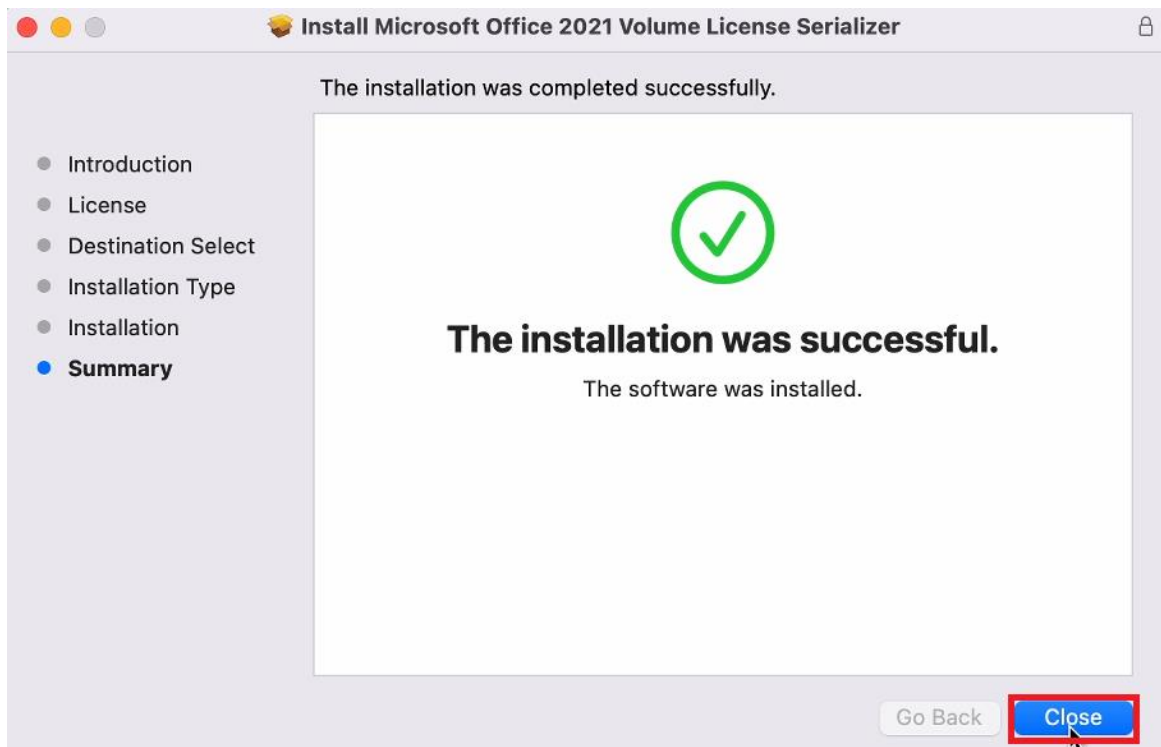 Install Microsoft Office 2021 Volume License Serializer
The installation was completed successfully.
Introduction
License
Destination Select
Installation Type
Installation
Summary
The installation was successful.
The software was installed.
Go Back
Close